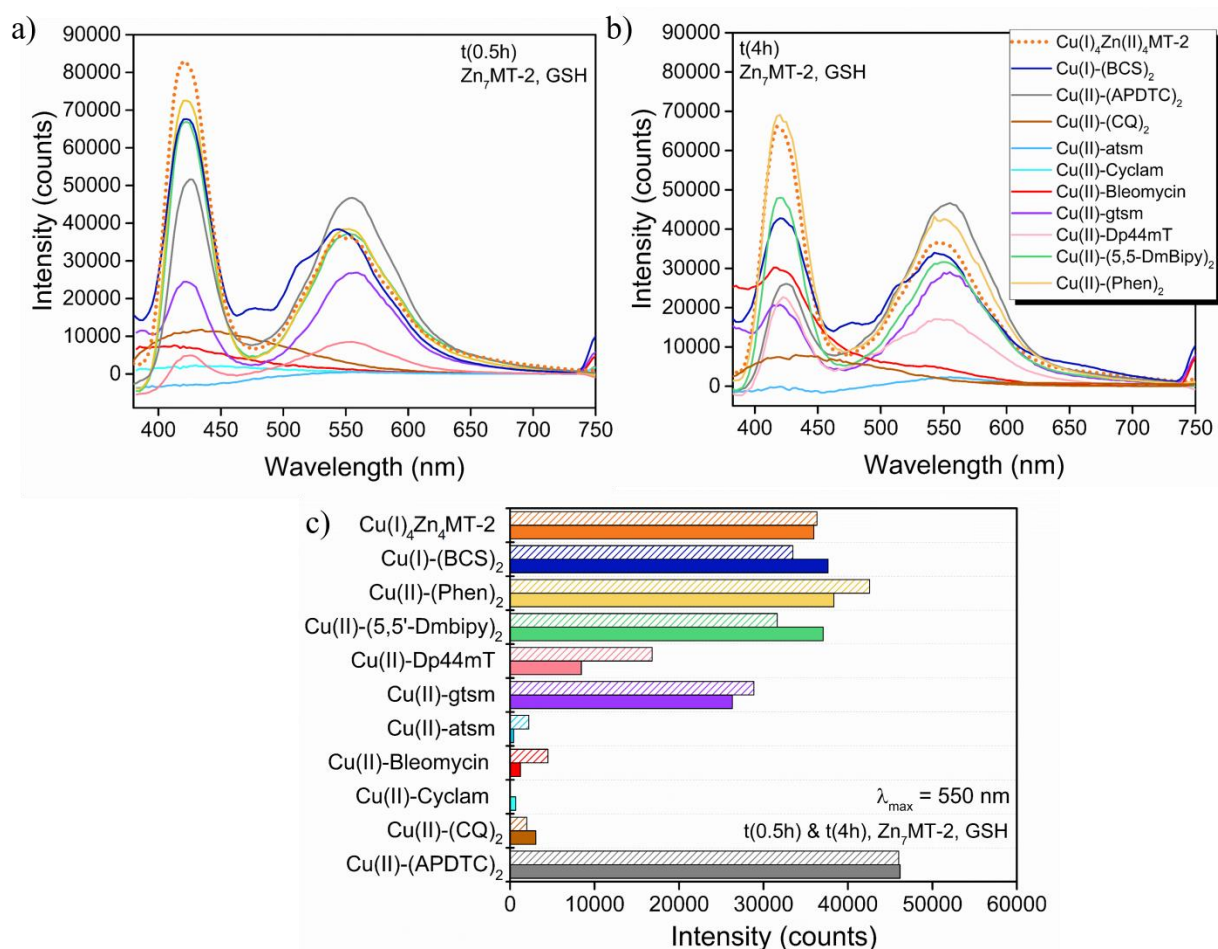 a)
90000
80000
70000
60000
50000
40000
30000
20000
10000
0
Intensity (counts)
t(0.5h)
Zn₇MT-2, GSH
400 450 500 550 600 650 700 750
Wavelength (nm)
b)
90000
80000
70000
60000
50000
40000
30000
20000
10000
0
Intensity (counts)
t(4h)
Zn₇MT-2, GSH
Cu(I)₄Zn(II)₄MT-2
Cu(I)-(BCS)₂
Cu(II)-(APDTC)₂
Cu(II)-(CQ)₂
Cu(II)-atsm
Cu(II)-Cyclam
Cu(II)-Bleomycin
Cu(II)-gtsm
Cu(II)-Dp44mT
Cu(II)-(5,5-DmBipy)₂
Cu(II)-(Phen)₂
400 450 500 550 600 650 700 750
Wavelength (nm)
c)
Cu(I)₄Zn₄MT-2
Cu(I)-(BCS)₂
Cu(II)-(Phen)₂
Cu(II)-(5,5'-Dmbipy)₂
Cu(II)-Dp44mT
Cu(II)-gtsm
Cu(II)-atsm
Cu(II)-Bleomycin
Cu(II)-Cyclam
Cu(II)-(CQ)₂
Cu(II)-(APDTC)₂
λmax = 550 nm
t(0.5h) & t(4h), Zn₇MT-2, GSH
0 10000 20000 30000 40000 50000 60000
Intensity (counts)